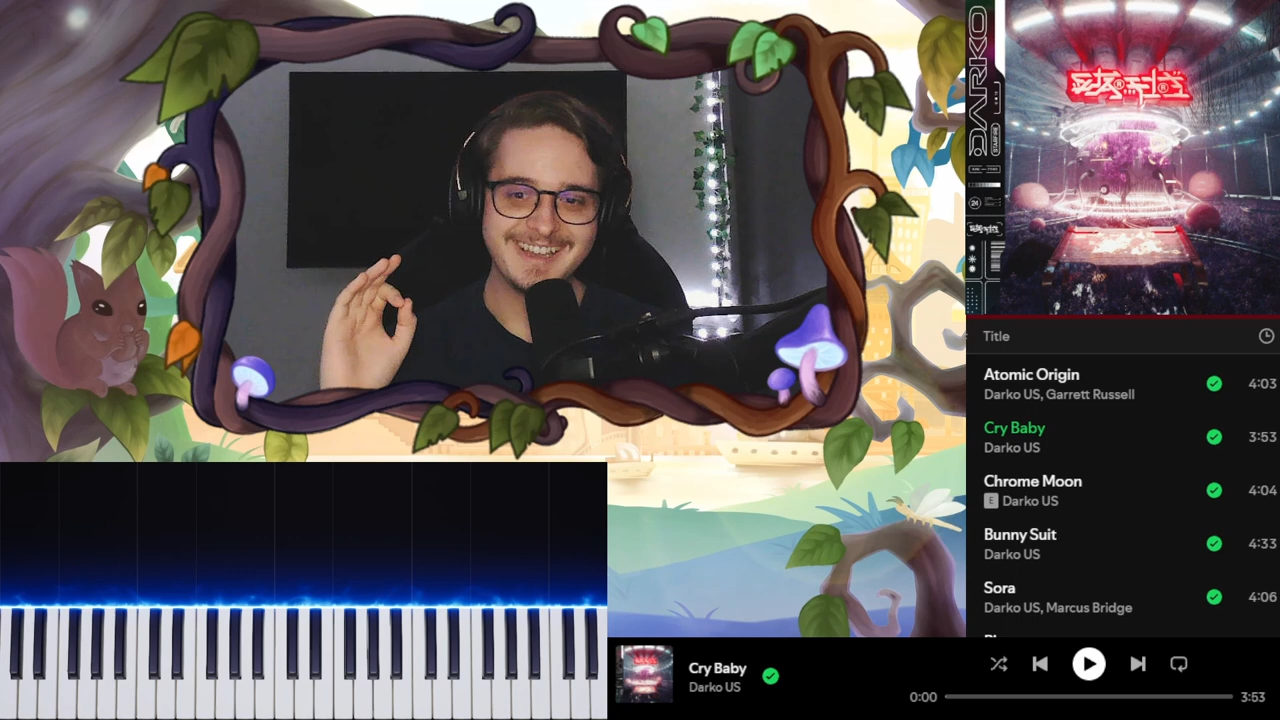 DARKO
STARFIRE
24
Title
Atomic Origin
4:03
Darko US, Garrett Russell
Cry Baby
3:53
Darko US
Chrome Moon
4:04
E Darko US
Bunny Suit
4:33
Darko US
Sora
4:06
Darko US, Marcus Bridge
Cry Baby
Darko US
0:00
3:53